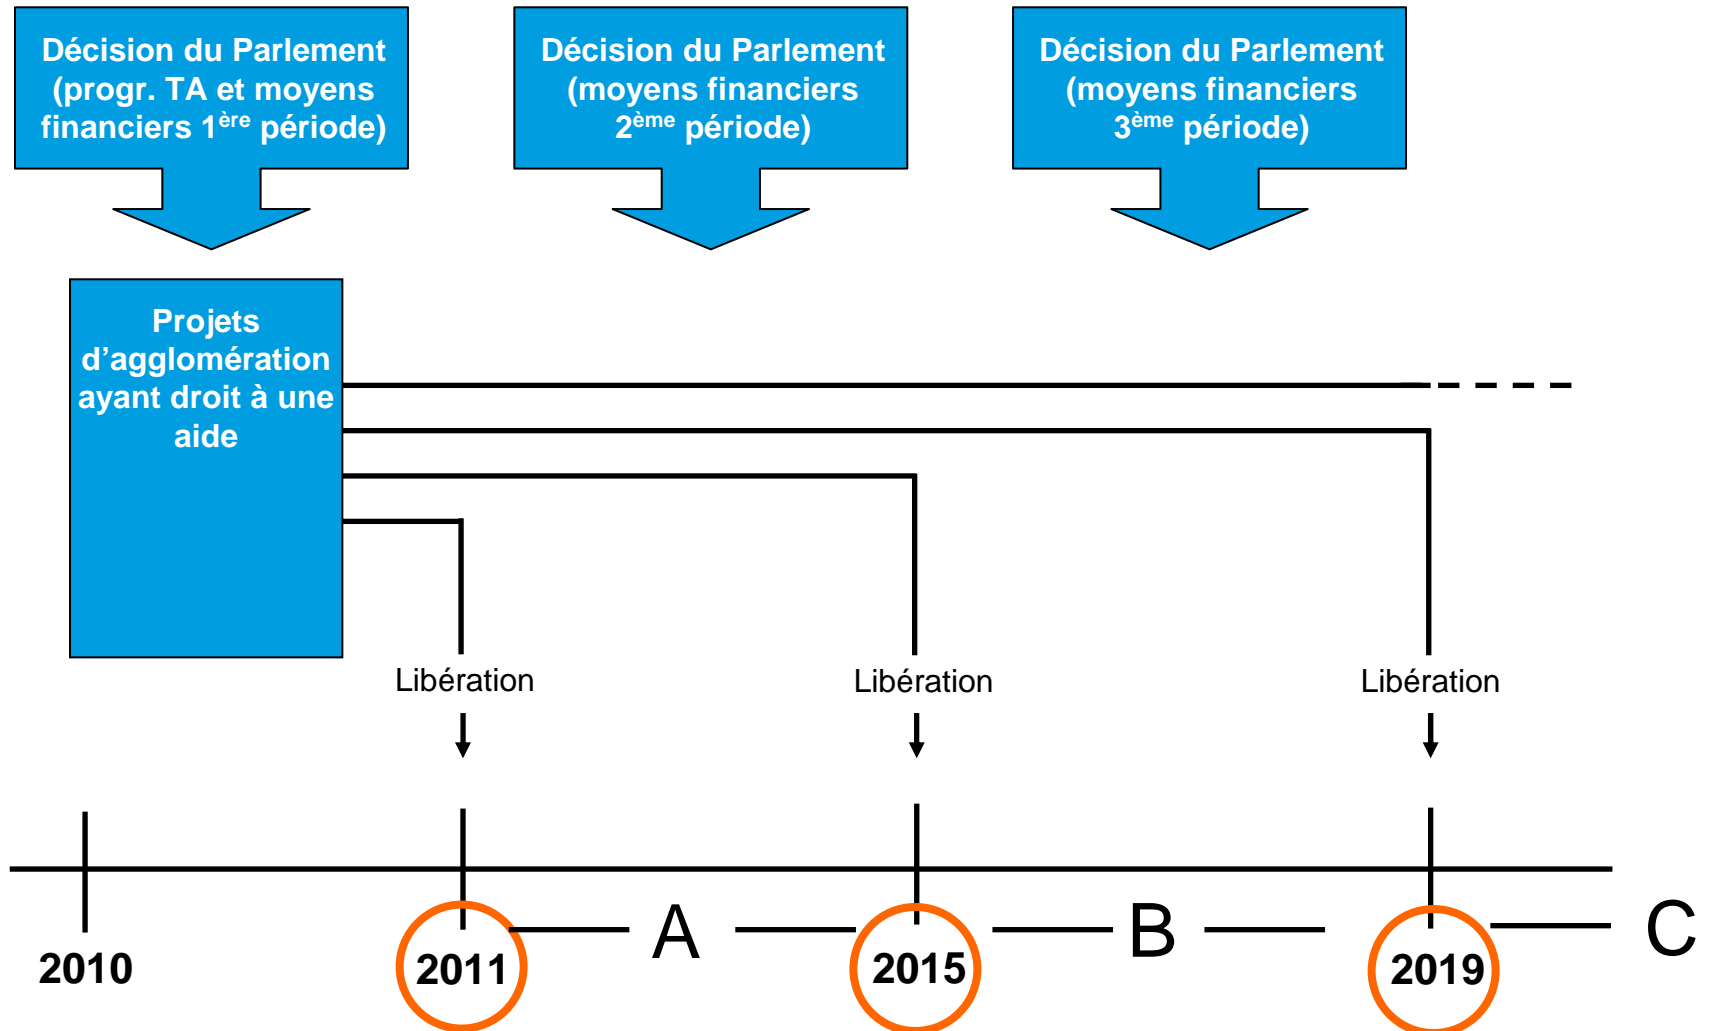 Décision du Parlement
(progr. TA et moyens
financiers 1ère période)
Décision du Parlement
(moyens financiers
2ème période)
Décision du Parlement
(moyens financiers
3ème période)
Projets
d’agglomération
ayant droit à une
aide
Libération
Libération
Libération
A
B
C
2010
2011
2015
2019